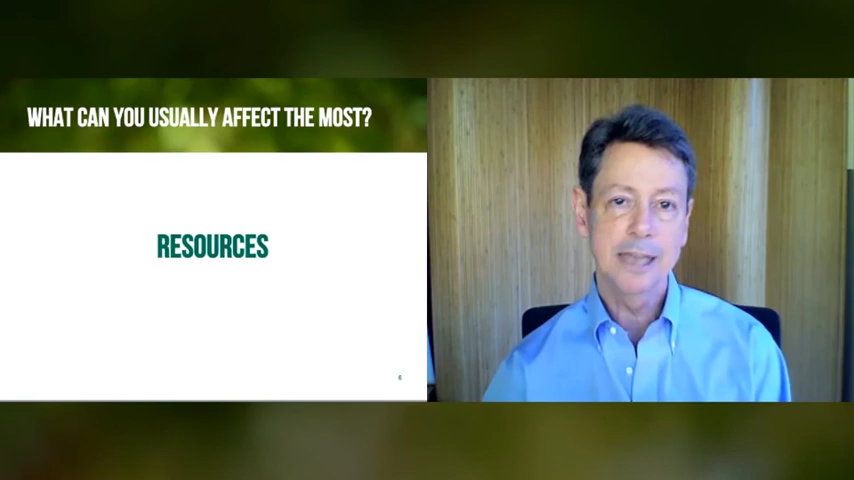 WHAT CAN YOU USUALLY AFFECT THE MOST?
RESOURCES
6